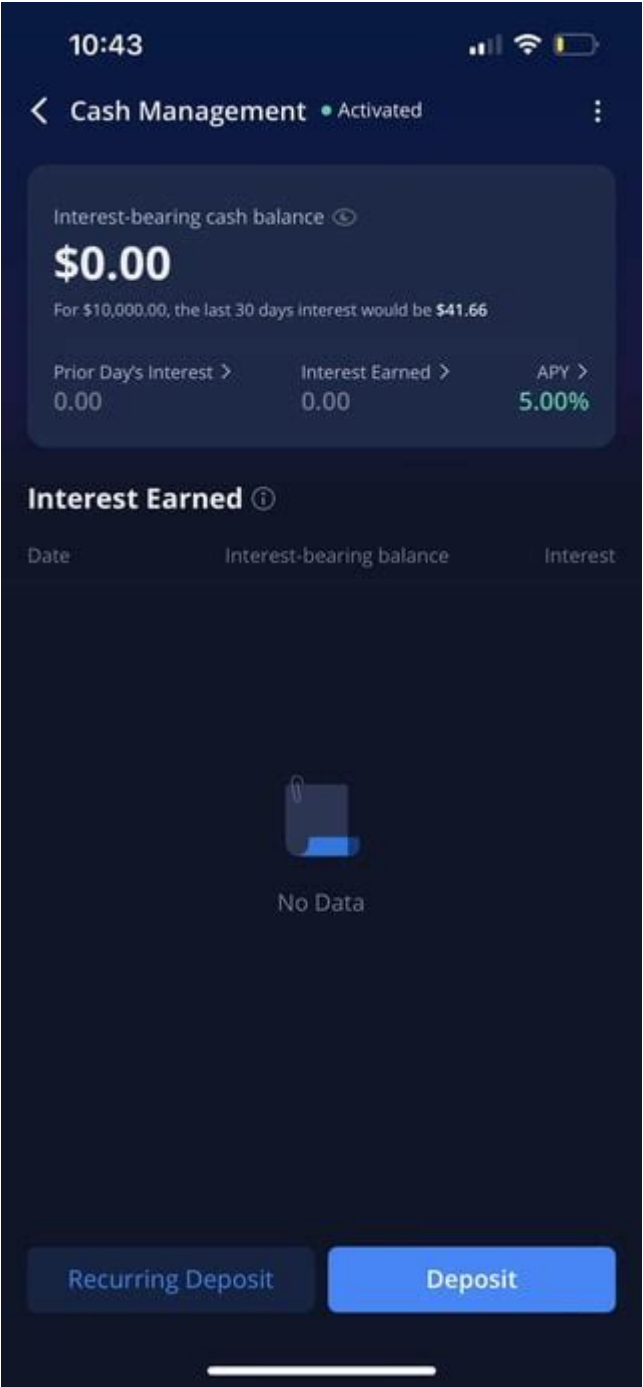 10:43
Cash Management • Activated
Interest-bearing cash balance
$0.00
For $10,000.00, the last 30 days interest would be $41.66
Prior Day's Interest > Interest Earned > APY >
0.00 0.00 5.00%
Interest Earned
Date Interest-bearing balance Interest
No Data
Recurring Deposit Deposit